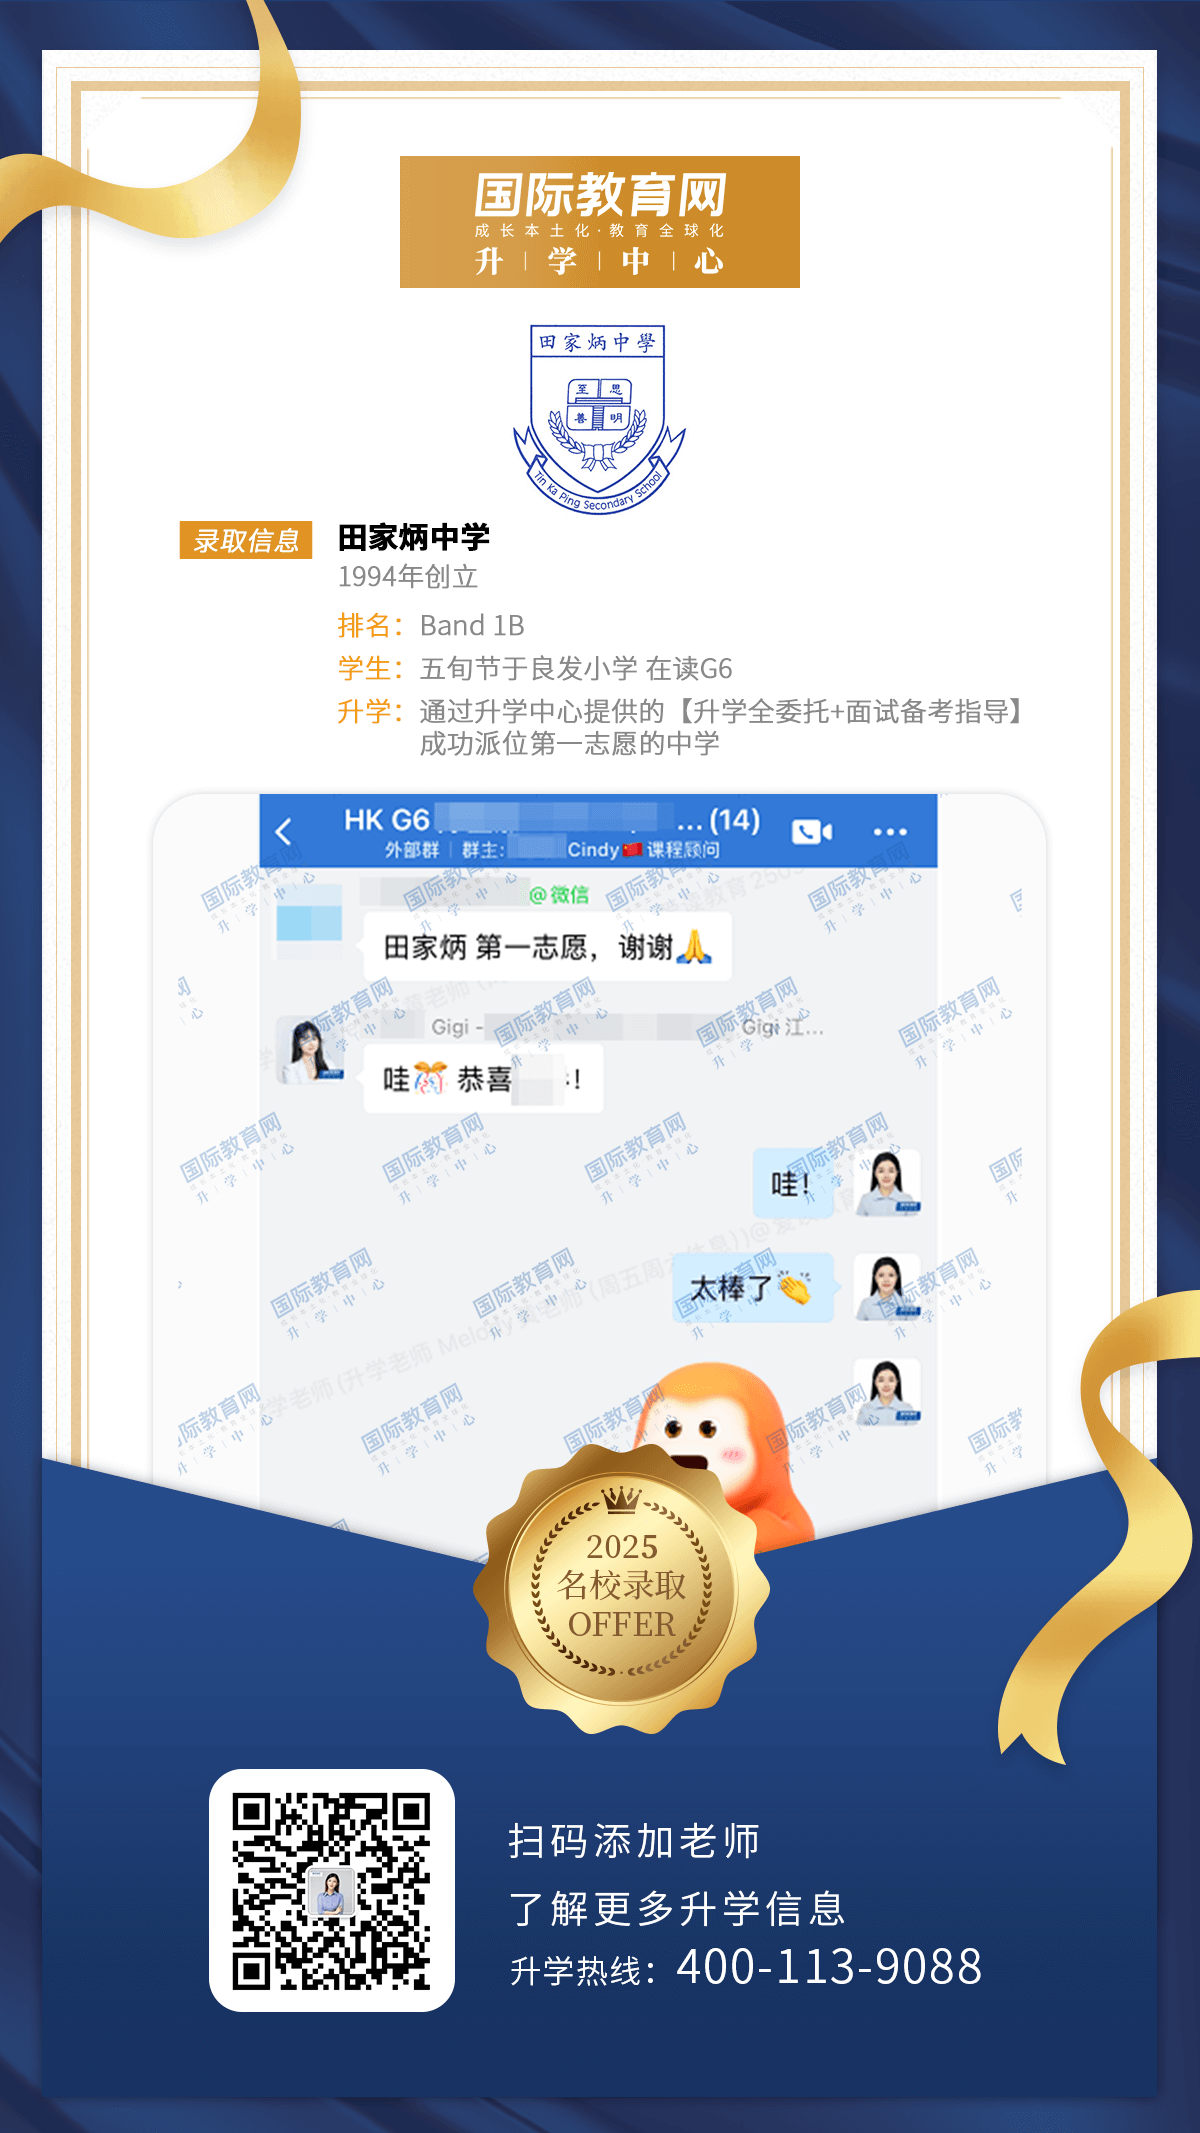 国际教育网
成长本土化·教育全球化
升|学|中|心
田家炳中學
至 思
善 明
Tin Ka Ping Secondary School
录取信息
田家炳中学
1994年创立
排名：Band 1B
学生：五旬节于良发小学 在读G6
升学：通过升学中心提供的【升学全委托+面试备考指导】
成功派位第一志愿的中学
HK G6 ... (14)
外部群 | 群主: Cindy🇨🇳课程顾问
@微信
田家炳 第一志愿，谢谢🙏
Gigi - Gigi 江...
哇🎊 恭喜 !
哇!
太棒了👏
2025
名校录取
OFFER
扫码添加老师
了解更多升学信息
升学热线：400-113-9088